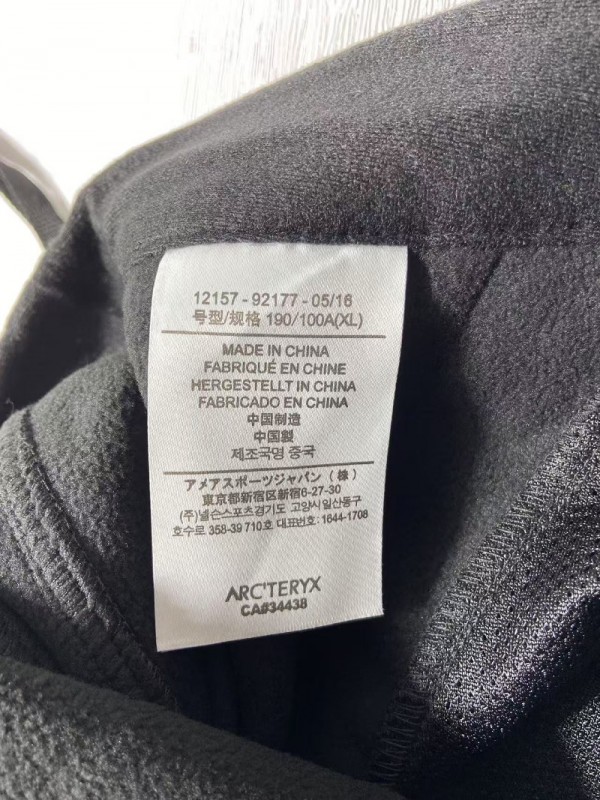 12157 - 92177 - 05/16
号型/规格 190/100A(XL)
MADE IN CHINA
FABRIQUÉ EN CHINE
HERGESTELLT IN CHINA
FABRICADO EN CHINA
中国制造
中国製
제조국명 중국
アメアスポーツジャパン（株）
東京都新宿区新宿6-27-30
(주)넬슨스포츠경기도 고양시일산동구
호수로 358-39 710호 대표번호: 1644-1708
ARC'TERYX
CA#34438